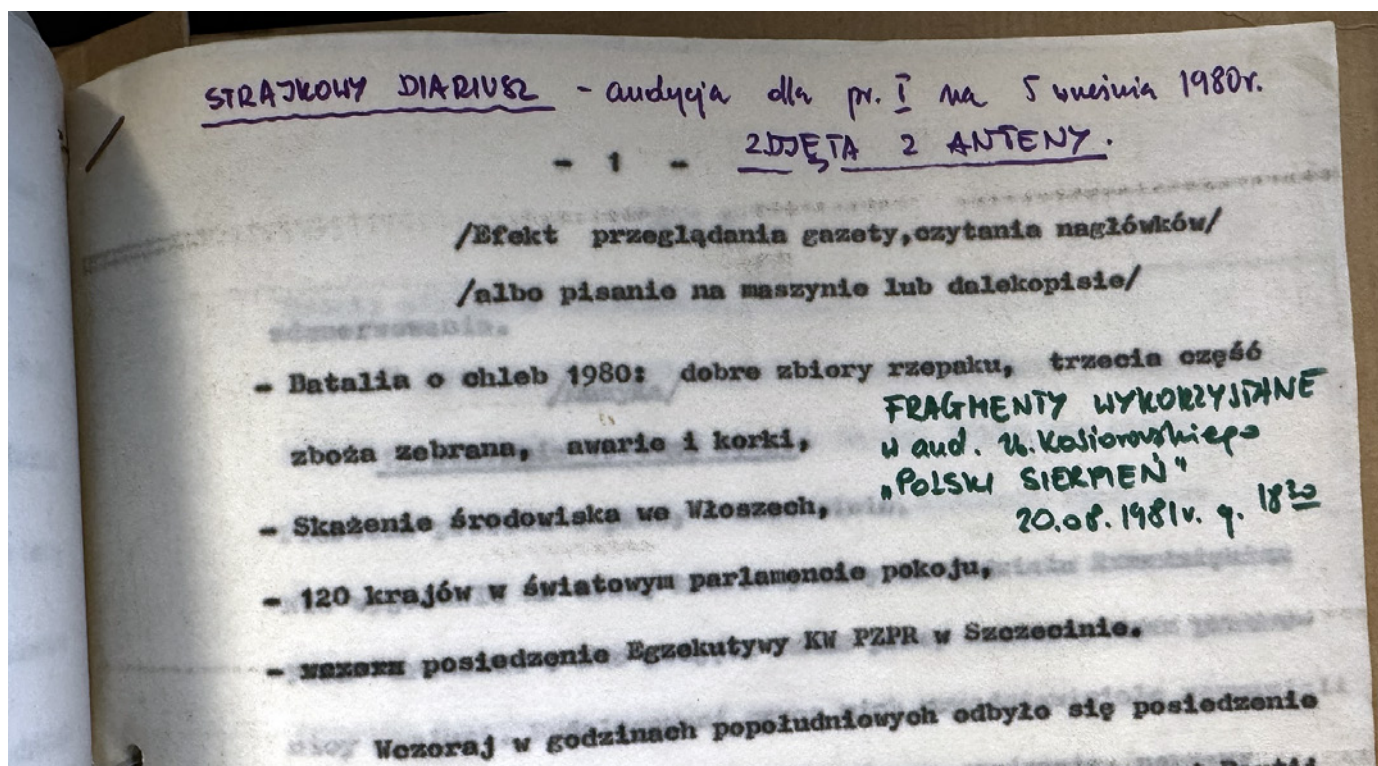 STRAJKOWY DIARIUSZ - audycja dla pr. I na 5 września 1980r.
ZDJĘTA Z ANTENY.
- 1 -
/Efekt przeglądania gazety,czytania nagłówków/
/albo pisanie na maszynie lub dalekopisie/
- Batalia o chleb 1980: dobre zbiory rzepaku, trzecia część
zboża zebrana, awarie i korki,
FRAGMENTY WYKORZYSTANE
w aud. Kosiorowskiego
"POLSKI SIERPIEŃ"
20.08.1981r. g. 18³⁰
- Skażenie środowiska we Włoszech,
- 120 krajów w światowym parlamencie pokoju,
- posiedzenie Egzekutywy KW PZPR w Szczecinie.
Wczoraj w godzinach popołudniowych odbyło się posiedzenie